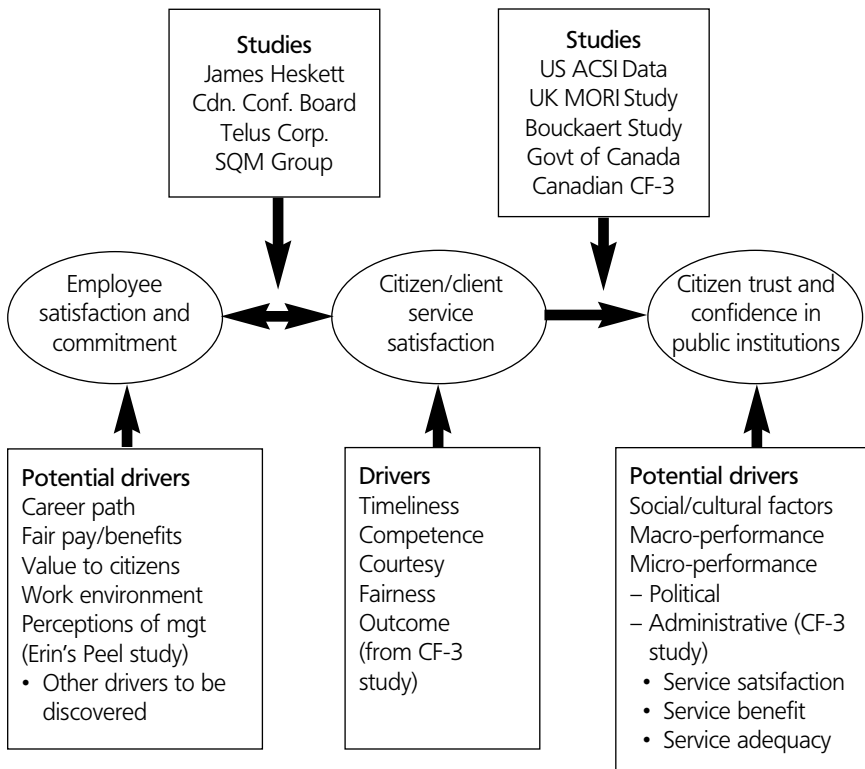 Studies
James Heskett
Cdn. Conf. Board
Telus Corp.
SQM Group
Studies
US ACSI Data
UK MORI Study
Bouckaert Study
Govt of Canada
Canadian CF-3
Employee
satisfaction and
commitment
Citizen/client
service
satisfaction
Citizen trust and
confidence in
public institutions
Potential drivers
Career path
Fair pay/benefits
Value to citizens
Work environment
Perceptions of mgt
(Erin's Peel study)
• Other drivers to be
discovered
Drivers
Timeliness
Competence
Courtesy
Fairness
Outcome
(from CF-3
study)
Potential drivers
Social/cultural factors
Macro-performance
Micro-performance
– Political
– Administrative (CF-3
study)
• Service satsifaction
• Service benefit
• Service adequacy